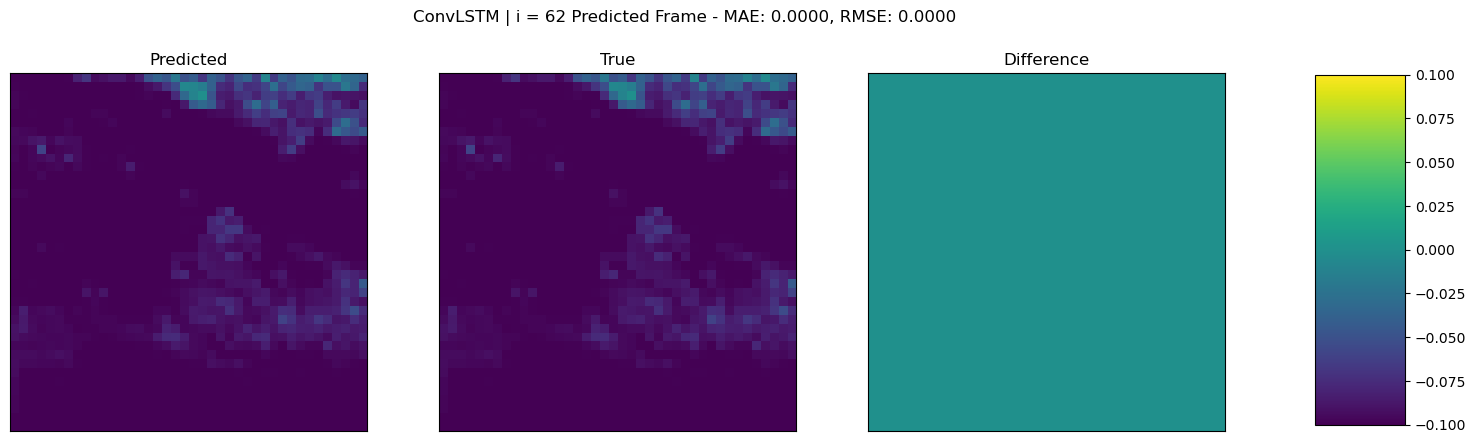 ConvLSTM | i = 62 Predicted Frame - MAE: 0.0000, RMSE: 0.0000
Predicted
True
Difference
0.100
0.075
0.050
0.025
0.000
−0.025
−0.050
−0.075
−0.100